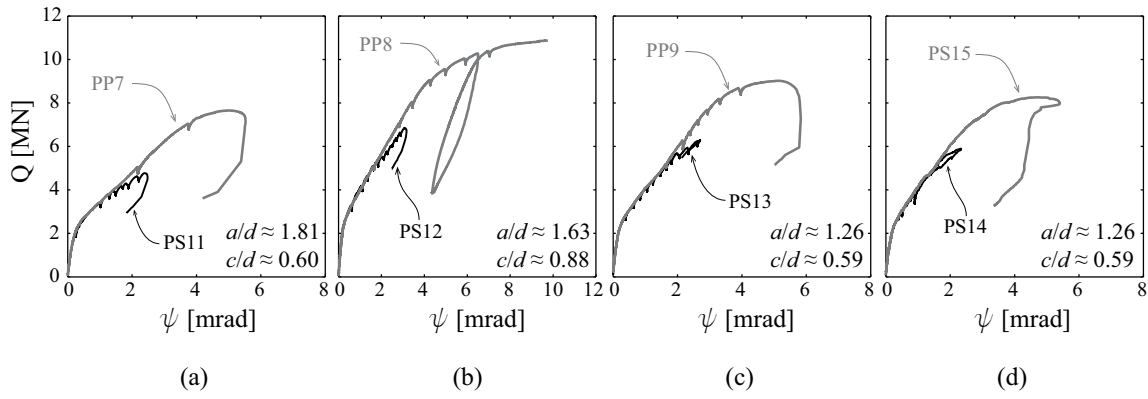 Q [MN]
12
10
8
6
4
2
0
PP7
PS11
a/d ≈ 1.81
c/d ≈ 0.60
0 2 4 6 8
ψ [mrad]
(a)
PP8
PS12
a/d ≈ 1.63
c/d ≈ 0.88
0 2 4 6 8 10 12
ψ [mrad]
(b)
PP9
PS13
a/d ≈ 1.26
c/d ≈ 0.59
0 2 4 6 8
ψ [mrad]
(c)
PS15
PS14
a/d ≈ 1.26
c/d ≈ 0.59
0 2 4 6 8
ψ [mrad]
(d)